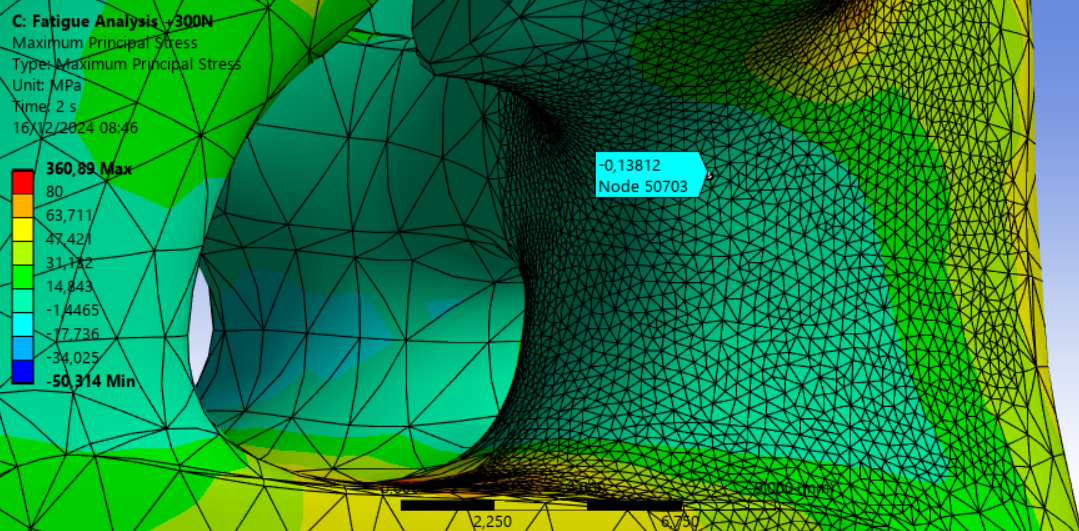 C: Fatigue Analysis +300N
Maximum Principal Stress
Type: Maximum Principal Stress
Unit: MPa
Time: 2 s
16/12/2024 08:46
360,89 Max
80
63,711
47,421
31,132
14,843
-1,4465
-17,736
-34,025
-50,314 Min
-0,13812
Node 50703
2,250
6,750